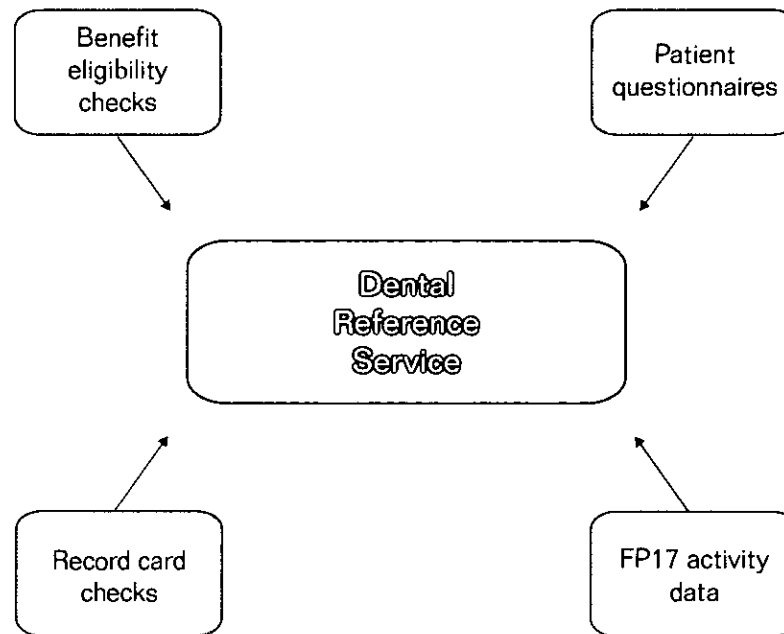 Benefit
eligibility
checks
Patient
questionnaires
Dental
Reference
Service
Record card
checks
FP17 activity
data